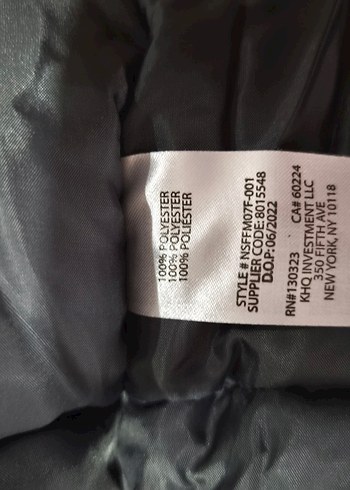 100% POLYESTER
100% POLYESTER
100% POLIESTER
STYLE # NSFFM07F-001
SUPPLIER CODE:8015548
D.O.P: 06/2022
RN#130323 CA# 60224
KHQ INVESTMENT LLC
350 FIFTH AVE
NEW YORK, NY 10118